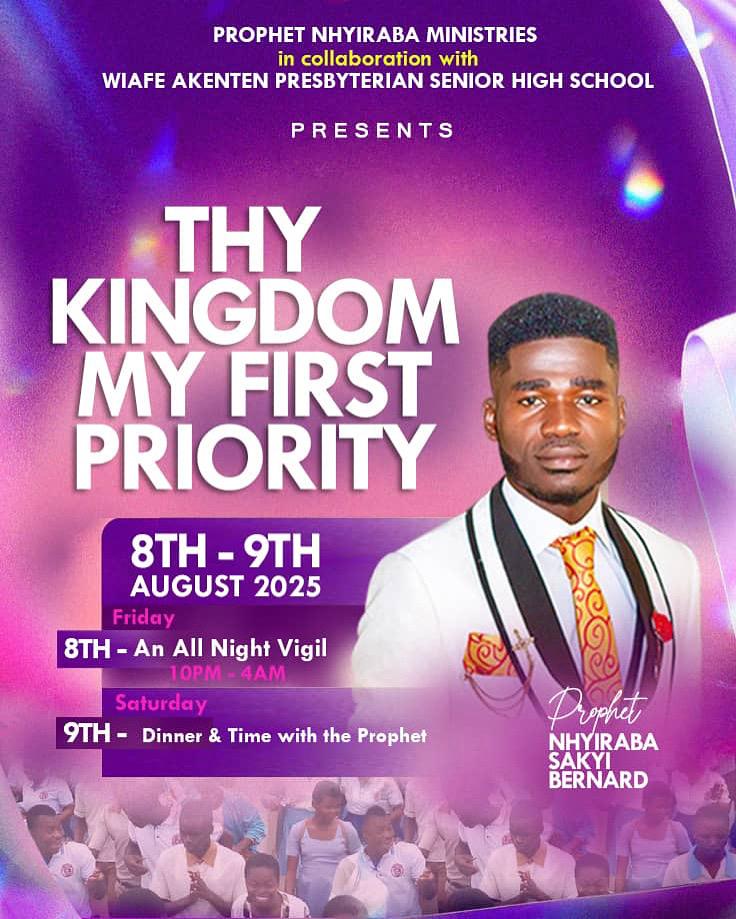 PROPHET NHYIRABA MINISTRIES
in collaboration with
WIAFE AKENTEN PRESBYTERIAN SENIOR HIGH SCHOOL
PRESENTS
THY
KINGDOM
MY FIRST
PRIORITY
8TH - 9TH
AUGUST 2025
Friday
8TH - An All Night Vigil
10PM - 4AM
Saturday
9TH - Dinner & Time with the Prophet
Prophet
NHYIRABA
SAKYI
BERNARD